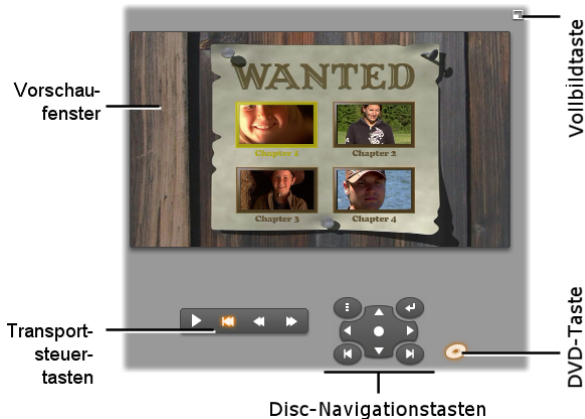 Vollbildtaste
WANTED
Vorschau-
fenster
Chapter 1
Chapter 2
Chapter 3
Chapter 4
Transport-
steuer-
tasten
DVD-Taste
Disc-Navigationstasten